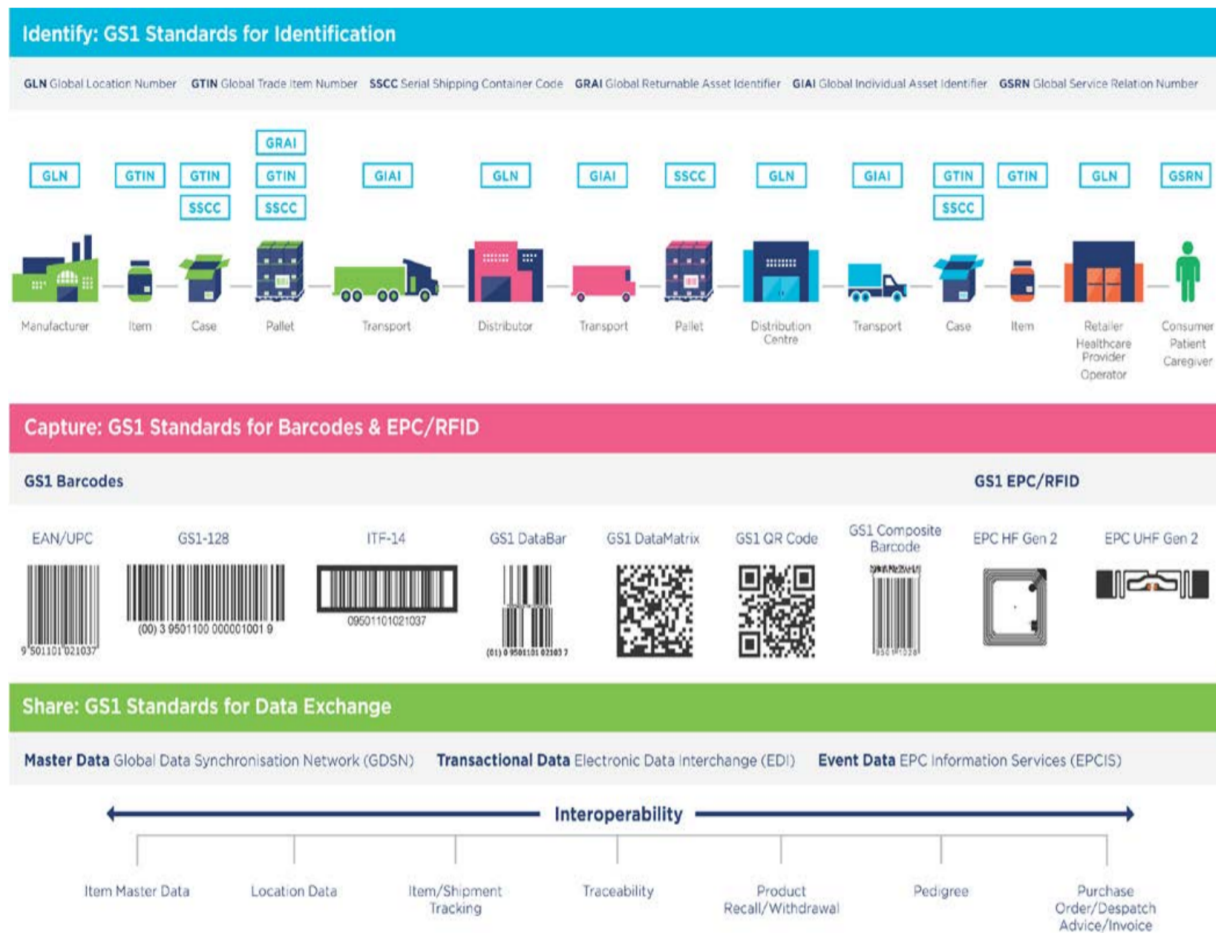 Identify: GS1 Standards for Identification
GLN Global Location Number GTIN Global Trade Item Number SSCC Serial Shipping Container Code GRAI Global Returnable Asset Identifier GIAI Global Individual Asset Identifier GSRN Global Service Relation Number
GRAI
GLN GTIN GTIN GTIN GIAI GLN GIAI SSCC GLN GIAI GTIN GTIN GLN GSRN
SSCC SSCC SSCC
Manufacturer Item Case Pallet Transport Distributor Transport Pallet Distribution Transport Case Item Retailer Consumer
Centre Healthcare Patient
Provider Caregiver
Operator
Capture: GS1 Standards for Barcodes & EPC/RFID
GS1 Barcodes GS1 EPC/RFID
EAN/UPC GS1-128 ITF-14 GS1 DataBar GS1 DataMatrix GS1 QR Code GS1 Composite EPC HF Gen 2 EPC UHF Gen 2
Barcode
09501101021037
(00) 3 9501100 000001001 9
9 501101 021037 (01) 0 9501101 02103 7
Share: GS1 Standards for Data Exchange
Master Data Global Data Synchronisation Network (GDSN) Transactional Data Electronic Data Interchange (EDI) Event Data EPC Information Services (EPCIS)
Interoperability
Item Master Data Location Data Item/Shipment Traceability Product Pedigree Purchase
Tracking Recall/Withdrawal Order/Despatch
Advice/Invoice